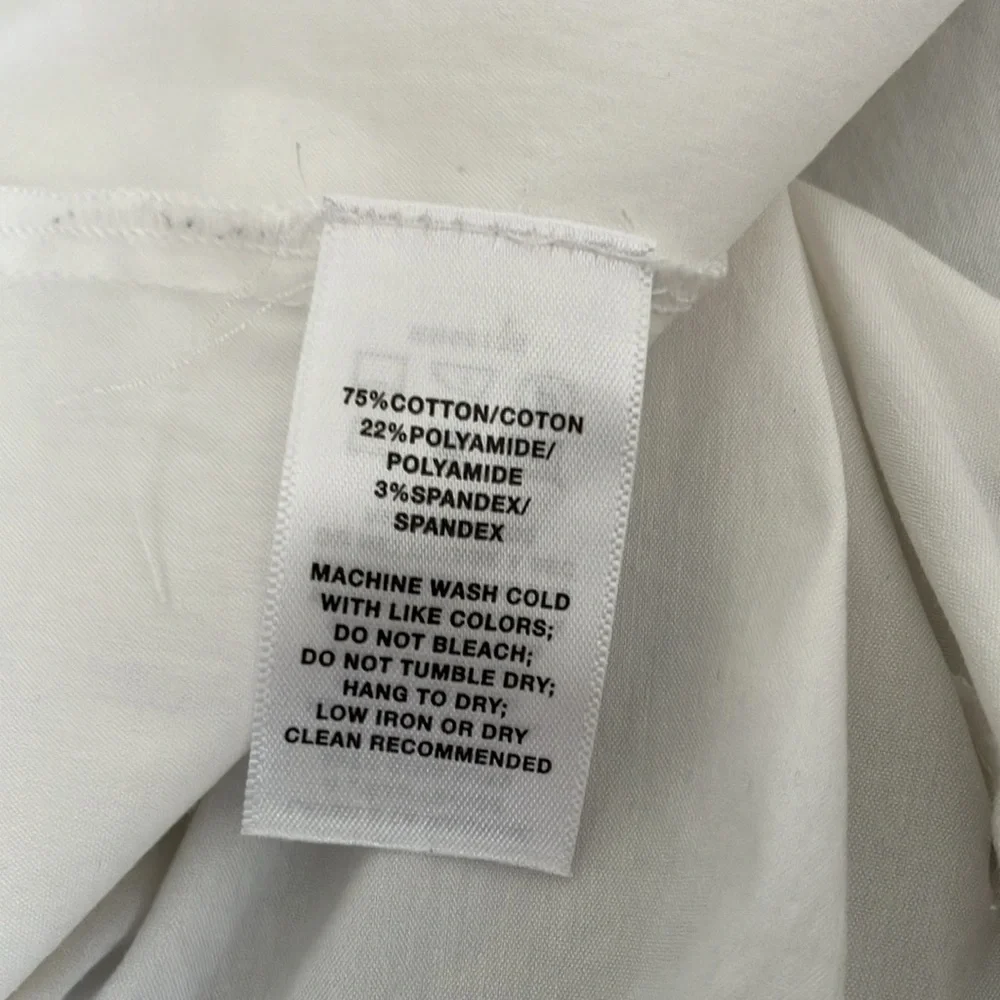 75%COTTON/COTON
22%POLYAMIDE/
POLYAMIDE
3%SPANDEX/
SPANDEX
MACHINE WASH COLD
WITH LIKE COLORS;
DO NOT BLEACH;
DO NOT TUMBLE DRY;
HANG TO DRY;
LOW IRON OR DRY
CLEAN RECOMMENDED